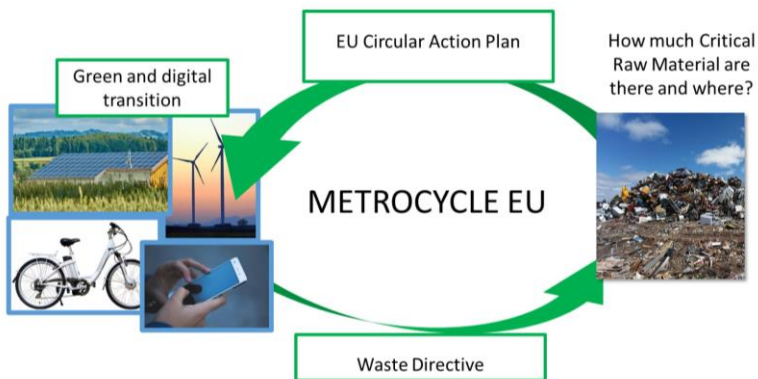 EU Circular Action Plan
How much Critical
Raw Material are
there and where?
Green and digital
transition
METROCYCLE EU
Waste Directive